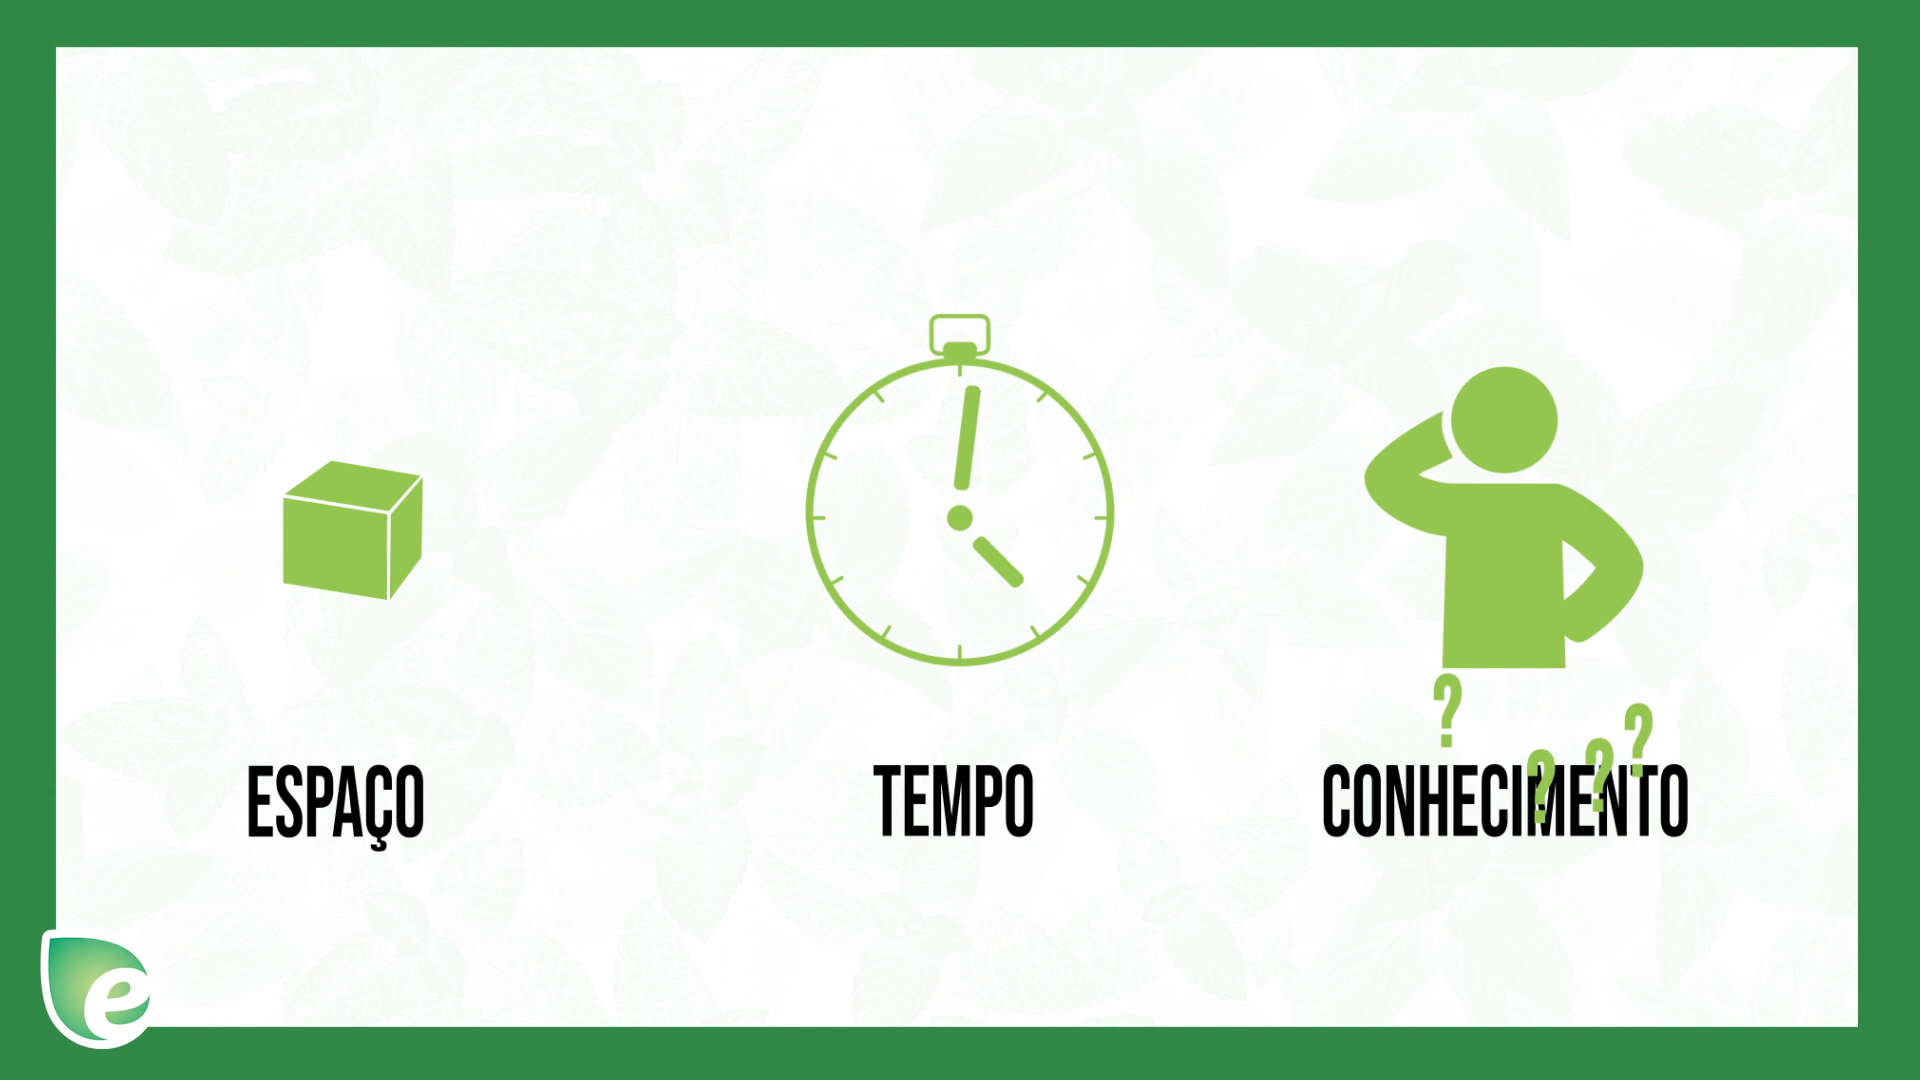 ESPAÇO
TEMPO
?
? ? ?
CONHECIMENTO
e